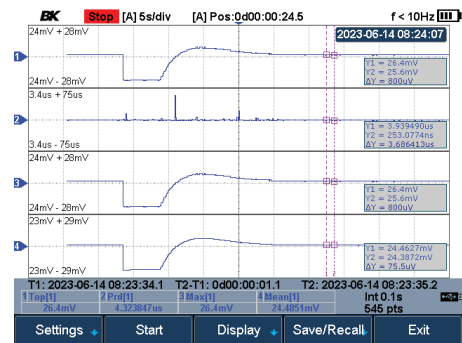 BK Stop [A] 5s/div [A] Pos:0d00:00:24.5 f < 10Hz
24mV + 28mV
2023-06-14 08:24:07
1
Y1 = 26.4mV
Y2 = 25.6mV
ΔY = 800uV
24mV - 28mV
3.4us + 75us
2
Y1 = 3.939490us
Y2 = 253.0774ns
ΔY = 3.686413us
3.4us - 75us
24mV + 28mV
3
Y1 = 26.4mV
Y2 = 25.6mV
ΔY = 800uV
24mV - 28mV
23mV + 29mV
4
Y1 = 24.4627mV
Y2 = 24.3872mV
ΔY = 75.5uV
23mV - 29mV
T1: 2023-06-14 08:23:34.1 T2-T1: 0d00:00:01.1 T2: 2023-06-14 08:23:35.2
1 Top[1] 2 Prd[1] 3 Max[1] 4 Mean[1] Int 0.1s
26.4mV 4.323847us 26.4mV 24.4851mV 545 pts
Settings Start Display Save/Recall Exit